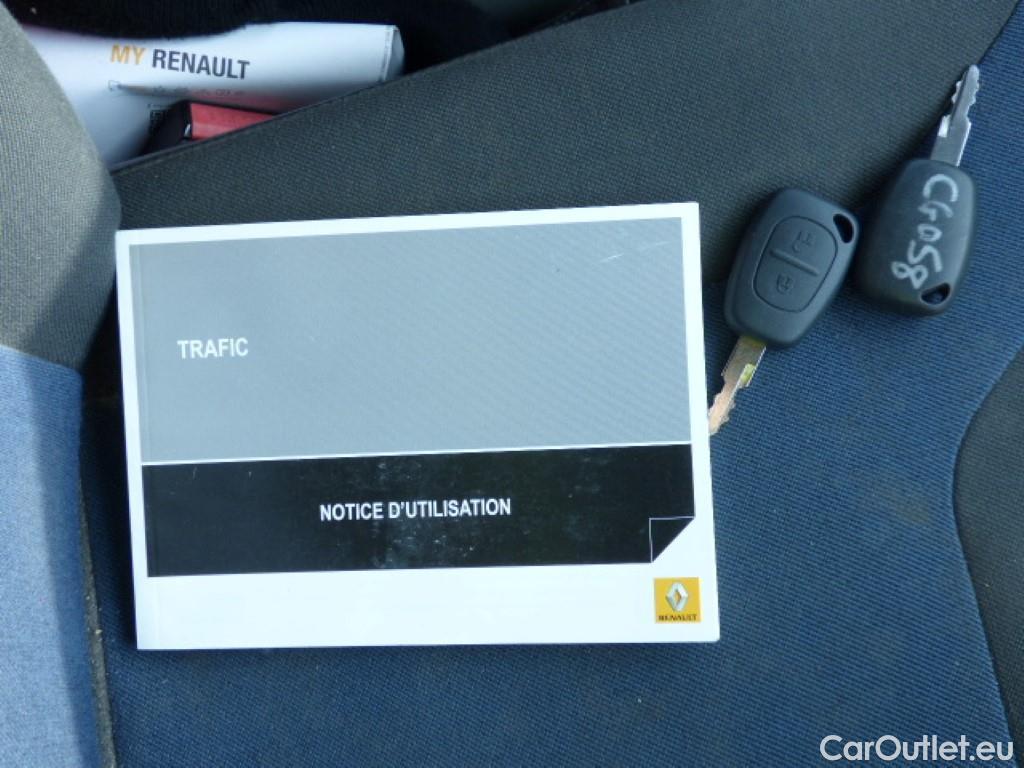 MY RENAULT
CG058
TRAFIC
NOTICE D'UTILISATION
RENAULT
CarOutlet.eu